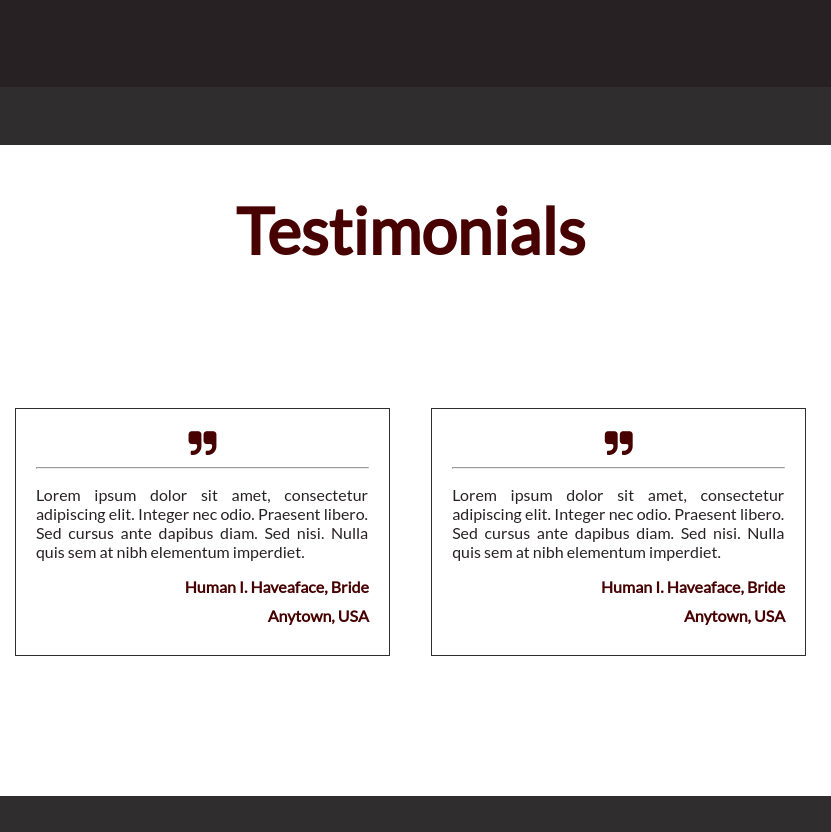 Testimonials
Lorem ipsum dolor sit amet, consectetur
adipiscing elit. Integer nec odio. Praesent libero.
Sed cursus ante dapibus diam. Sed nisi. Nulla
quis sem at nibh elementum imperdiet.
Human I. Haveaface, Bride
Anytown, USA
Lorem ipsum dolor sit amet, consectetur
adipiscing elit. Integer nec odio. Praesent libero.
Sed cursus ante dapibus diam. Sed nisi. Nulla
quis sem at nibh elementum imperdiet.
Human I. Haveaface, Bride
Anytown, USA